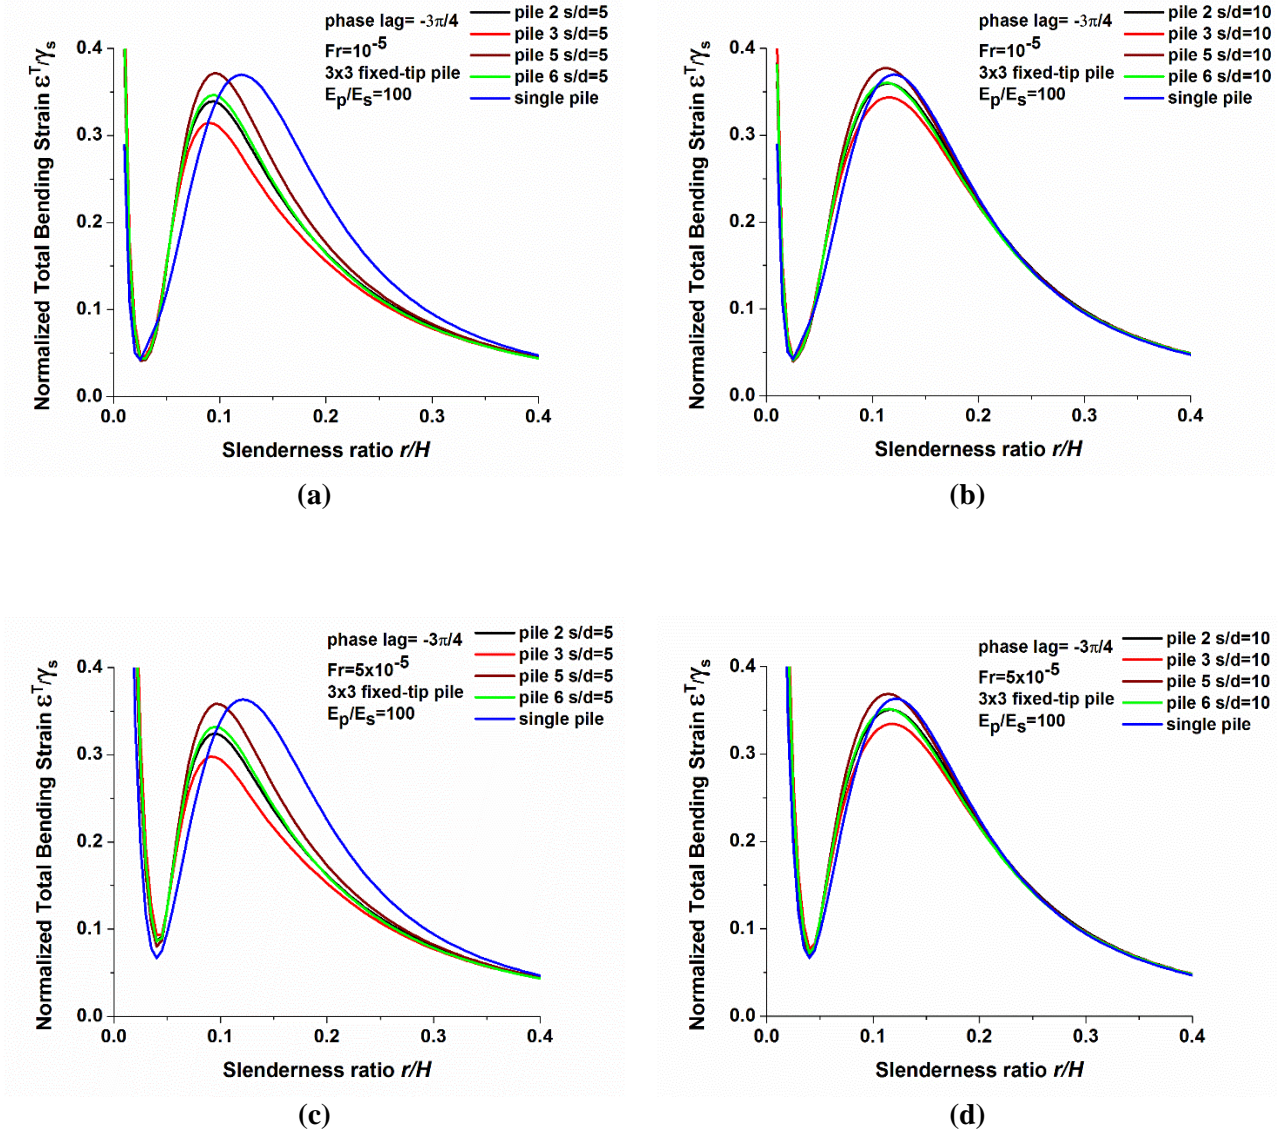 phase lag= -3π/4
Fr=10⁻⁵
3x3 fixed-tip pile
Eₚ/Eₛ=100
pile 2 s/d=5
pile 3 s/d=5
pile 5 s/d=5
pile 6 s/d=5
single pile
Normalized Total Bending Strain εᵀ/γₛ
0.4
0.3
0.2
0.1
0.0
0.0 0.1 0.2 0.3 0.4
Slenderness ratio r/H
(a)
phase lag= -3π/4
Fr=10⁻⁵
3x3 fixed-tip pile
Eₚ/Eₛ=100
pile 2 s/d=10
pile 3 s/d=10
pile 5 s/d=10
pile 6 s/d=10
single pile
Normalized Total Bending Strain εᵀ/γₛ
0.4
0.3
0.2
0.1
0.0
0.0 0.1 0.2 0.3 0.4
Slenderness ratio r/H
(b)
phase lag= -3π/4
Fr=5x10⁻⁵
3x3 fixed-tip pile
Eₚ/Eₛ=100
pile 2 s/d=5
pile 3 s/d=5
pile 5 s/d=5
pile 6 s/d=5
single pile
Normalized Total Bending Strain εᵀ/γₛ
0.4
0.3
0.2
0.1
0.0
0.0 0.1 0.2 0.3 0.4
Slenderness ratio r/H
(c)
phase lag= -3π/4
Fr=5x10⁻⁵
3x3 fixed-tip pile
Eₚ/Eₛ=100
pile 2 s/d=10
pile 3 s/d=10
pile 5 s/d=10
pile 6 s/d=10
single pile
Normalized Total Bending Strain εᵀ/γₛ
0.4
0.3
0.2
0.1
0.0
0.0 0.1 0.2 0.3 0.4
Slenderness ratio r/H
(d)